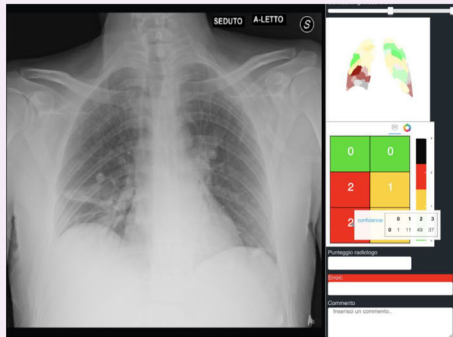 SEDUTO A-LETTO
S
0 0
2 1
2
confidence
0 1 2 3
0 1 11 49 37
Punteggio radiologo
Errori:
Commento
Inserisci un commento..